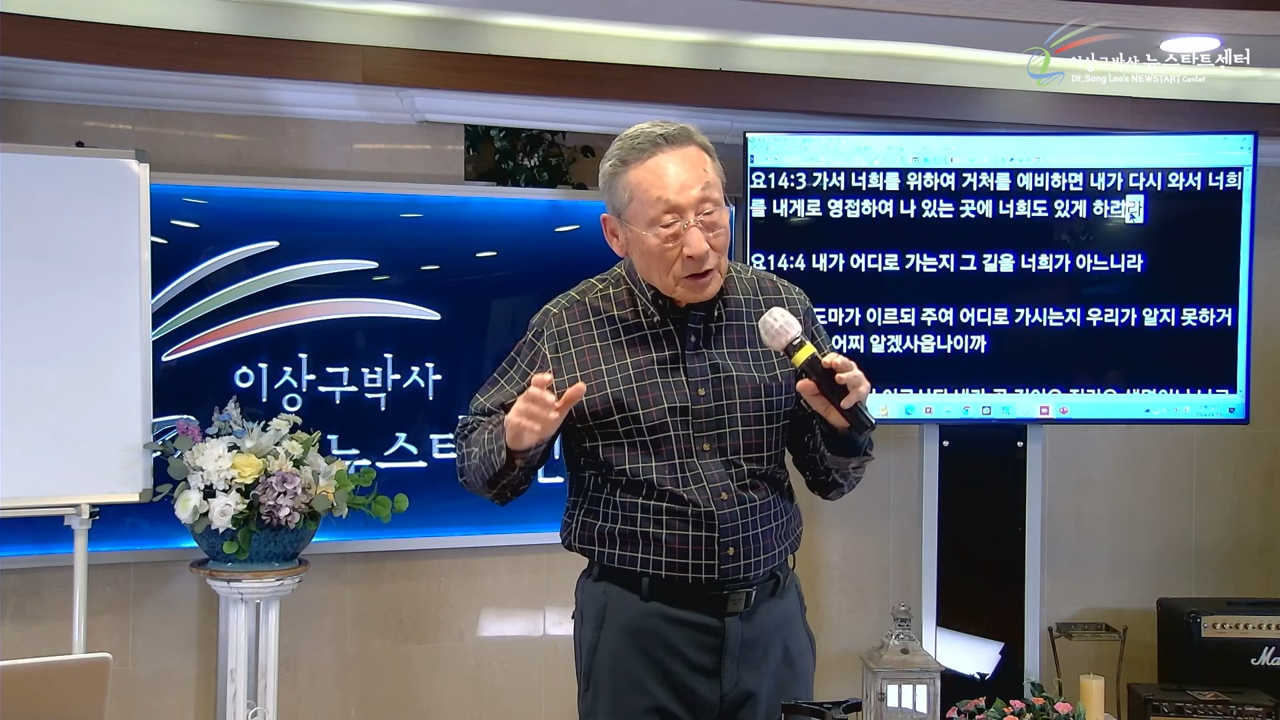 이상구박사 뉴스타트센터
Dr.Sang Lee's NEWSTART Center
요14:3 가서 너희를 위하여 거처를 예비하면 내가 다시 와서 너희
를 내게로 영접하여 나 있는 곳에 너희도 있게 하리라
요14:4 내가 어디로 가는지 그 길을 너희가 아느니라
도마가 이르되 주여 어디로 가시는지 우리가 알지 못하거
어찌 알겠사옵나이까
이상구박사
뉴스타